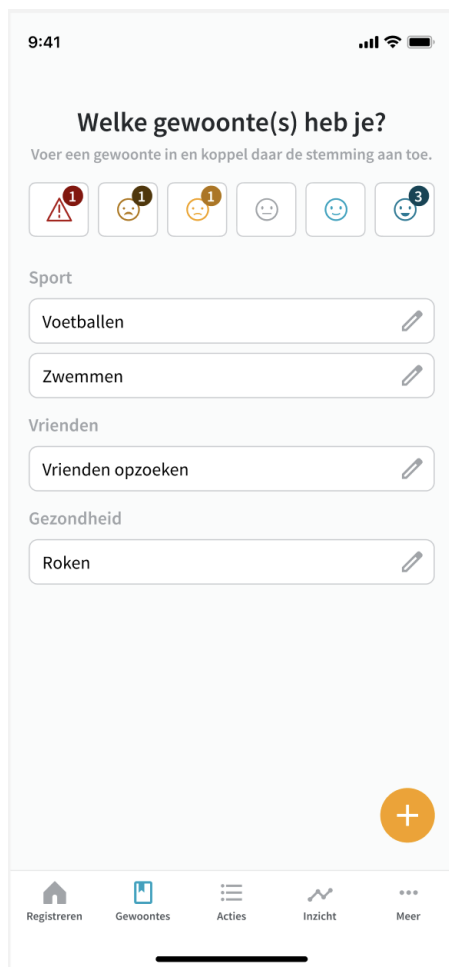 9:41
Welke gewoonte(s) heb je?
Voer een gewoonte in en koppel daar de stemming aan toe.
1 1 1 3
Sport
Voetballen
Zwemmen
Vrienden
Vrienden opzoeken
Gezondheid
Roken
Registreren Gewoontes Acties Inzicht Meer